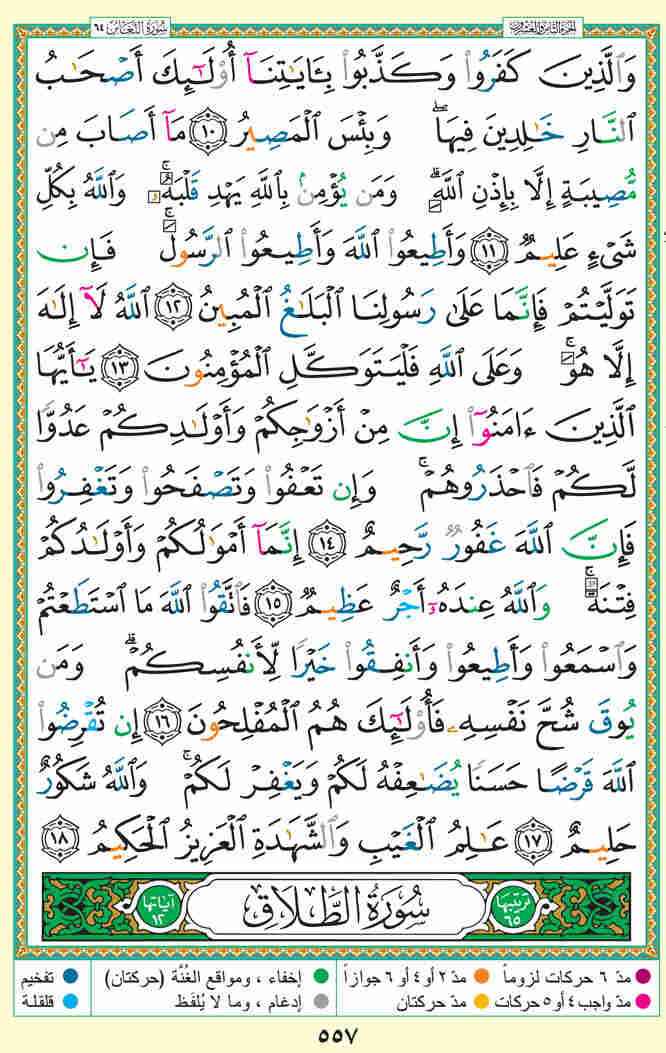 سُورَةُ التَّغَابُنِ ٦٤
الجزء الثامن والعشرون
وَٱلَّذِينَ كَفَرُوا۟ وَكَذَّبُوا۟ بِـَٔايَٰتِنَآ أُو۟لَٰٓئِكَ أَصْحَٰبُ
ٱلنَّارِ خَٰلِدِينَ فِيهَا ۖ وَبِئْسَ ٱلْمَصِيرُ ١٠ مَآ أَصَابَ مِن
مُّصِيبَةٍ إِلَّا بِإِذْنِ ٱللَّهِ ۗ وَمَن يُؤْمِنۢ بِٱللَّهِ يَهْدِ قَلْبَهُۥ ۚ وَٱللَّهُ بِكُلِّ
شَىْءٍ عَلِيمٌ ١١ وَأَطِيعُوا۟ ٱللَّهَ وَأَطِيعُوا۟ ٱلرَّسُولَ ۚ فَإِن
تَوَلَّيْتُمْ فَإِنَّمَا عَلَىٰ رَسُولِنَا ٱلْبَلَٰغُ ٱلْمُبِينُ ١٢ ٱللَّهُ لَآ إِلَٰهَ
إِلَّا هُوَ ۚ وَعَلَى ٱللَّهِ فَلْيَتَوَكَّلِ ٱلْمُؤْمِنُونَ ١٣ يَٰٓأَيُّهَا
ٱلَّذِينَ ءَامَنُوٓا۟ إِنَّ مِنْ أَزْوَٰجِكُمْ وَأَوْلَٰدِكُمْ عَدُوًّا
لَّكُمْ فَٱحْذَرُوهُمْ ۚ وَإِن تَعْفُوا۟ وَتَصْفَحُوا۟ وَتَغْفِرُوا۟
فَإِنَّ ٱللَّهَ غَفُورٌ رَّحِيمٌ ١٤ إِنَّمَآ أَمْوَٰلُكُمْ وَأَوْلَٰدُكُمْ
فِتْنَةٌ ۚ وَٱللَّهُ عِندَهُۥٓ أَجْرٌ عَظِيمٌ ١٥ فَٱتَّقُوا۟ ٱللَّهَ مَا ٱسْتَطَعْتُمْ
وَٱسْمَعُوا۟ وَأَطِيعُوا۟ وَأَنفِقُوا۟ خَيْرًا لِّأَنفُسِكُمْ ۗ وَمَن
يُوقَ شُحَّ نَفْسِهِۦ فَأُو۟لَٰٓئِكَ هُمُ ٱلْمُفْلِحُونَ ١٦ إِن تُقْرِضُوا۟
ٱللَّهَ قَرْضًا حَسَنًا يُضَٰعِفْهُ لَكُمْ وَيَغْفِرْ لَكُمْ ۚ وَٱللَّهُ شَكُورٌ
حَلِيمٌ ١٧ عَٰلِمُ ٱلْغَيْبِ وَٱلشَّهَٰدَةِ ٱلْعَزِيزُ ٱلْحَكِيمُ ١٨
ترتيبها ٦٥
سُورَةُ الطَّلَاقِ
آياتها ١٢
مدّ ٦ حركات لزوماً
مدّ ٢ أو ٤ أو ٦ جوازاً
إخفاء ، ومواقع الغُنَّة (حركتان)
تفخيم
مدّ واجب ٤ أو ٥ حركات
مدّ حركتان
إدغام ، وما لا يُلفَظ
قلقلة
٥٥٧